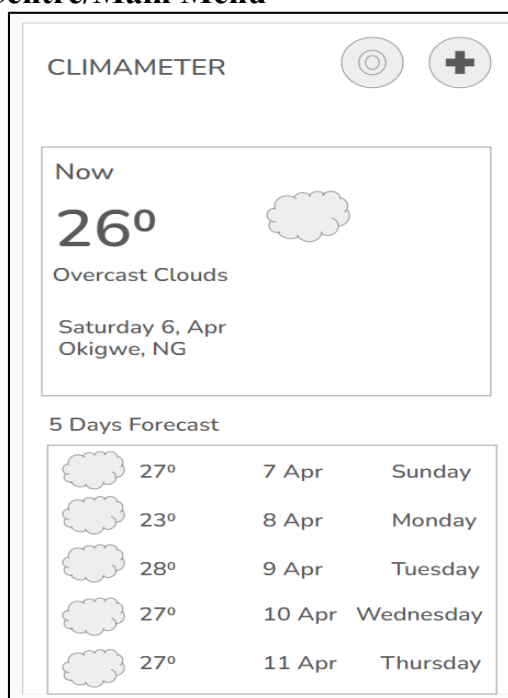 Centre/Main Menu
CLIMAMETER
Now
26⁰
Overcast Clouds
Saturday 6, Apr
Okigwe, NG
5 Days Forecast
27⁰ 7 Apr Sunday
23⁰ 8 Apr Monday
28⁰ 9 Apr Tuesday
27⁰ 10 Apr Wednesday
27⁰ 11 Apr Thursday